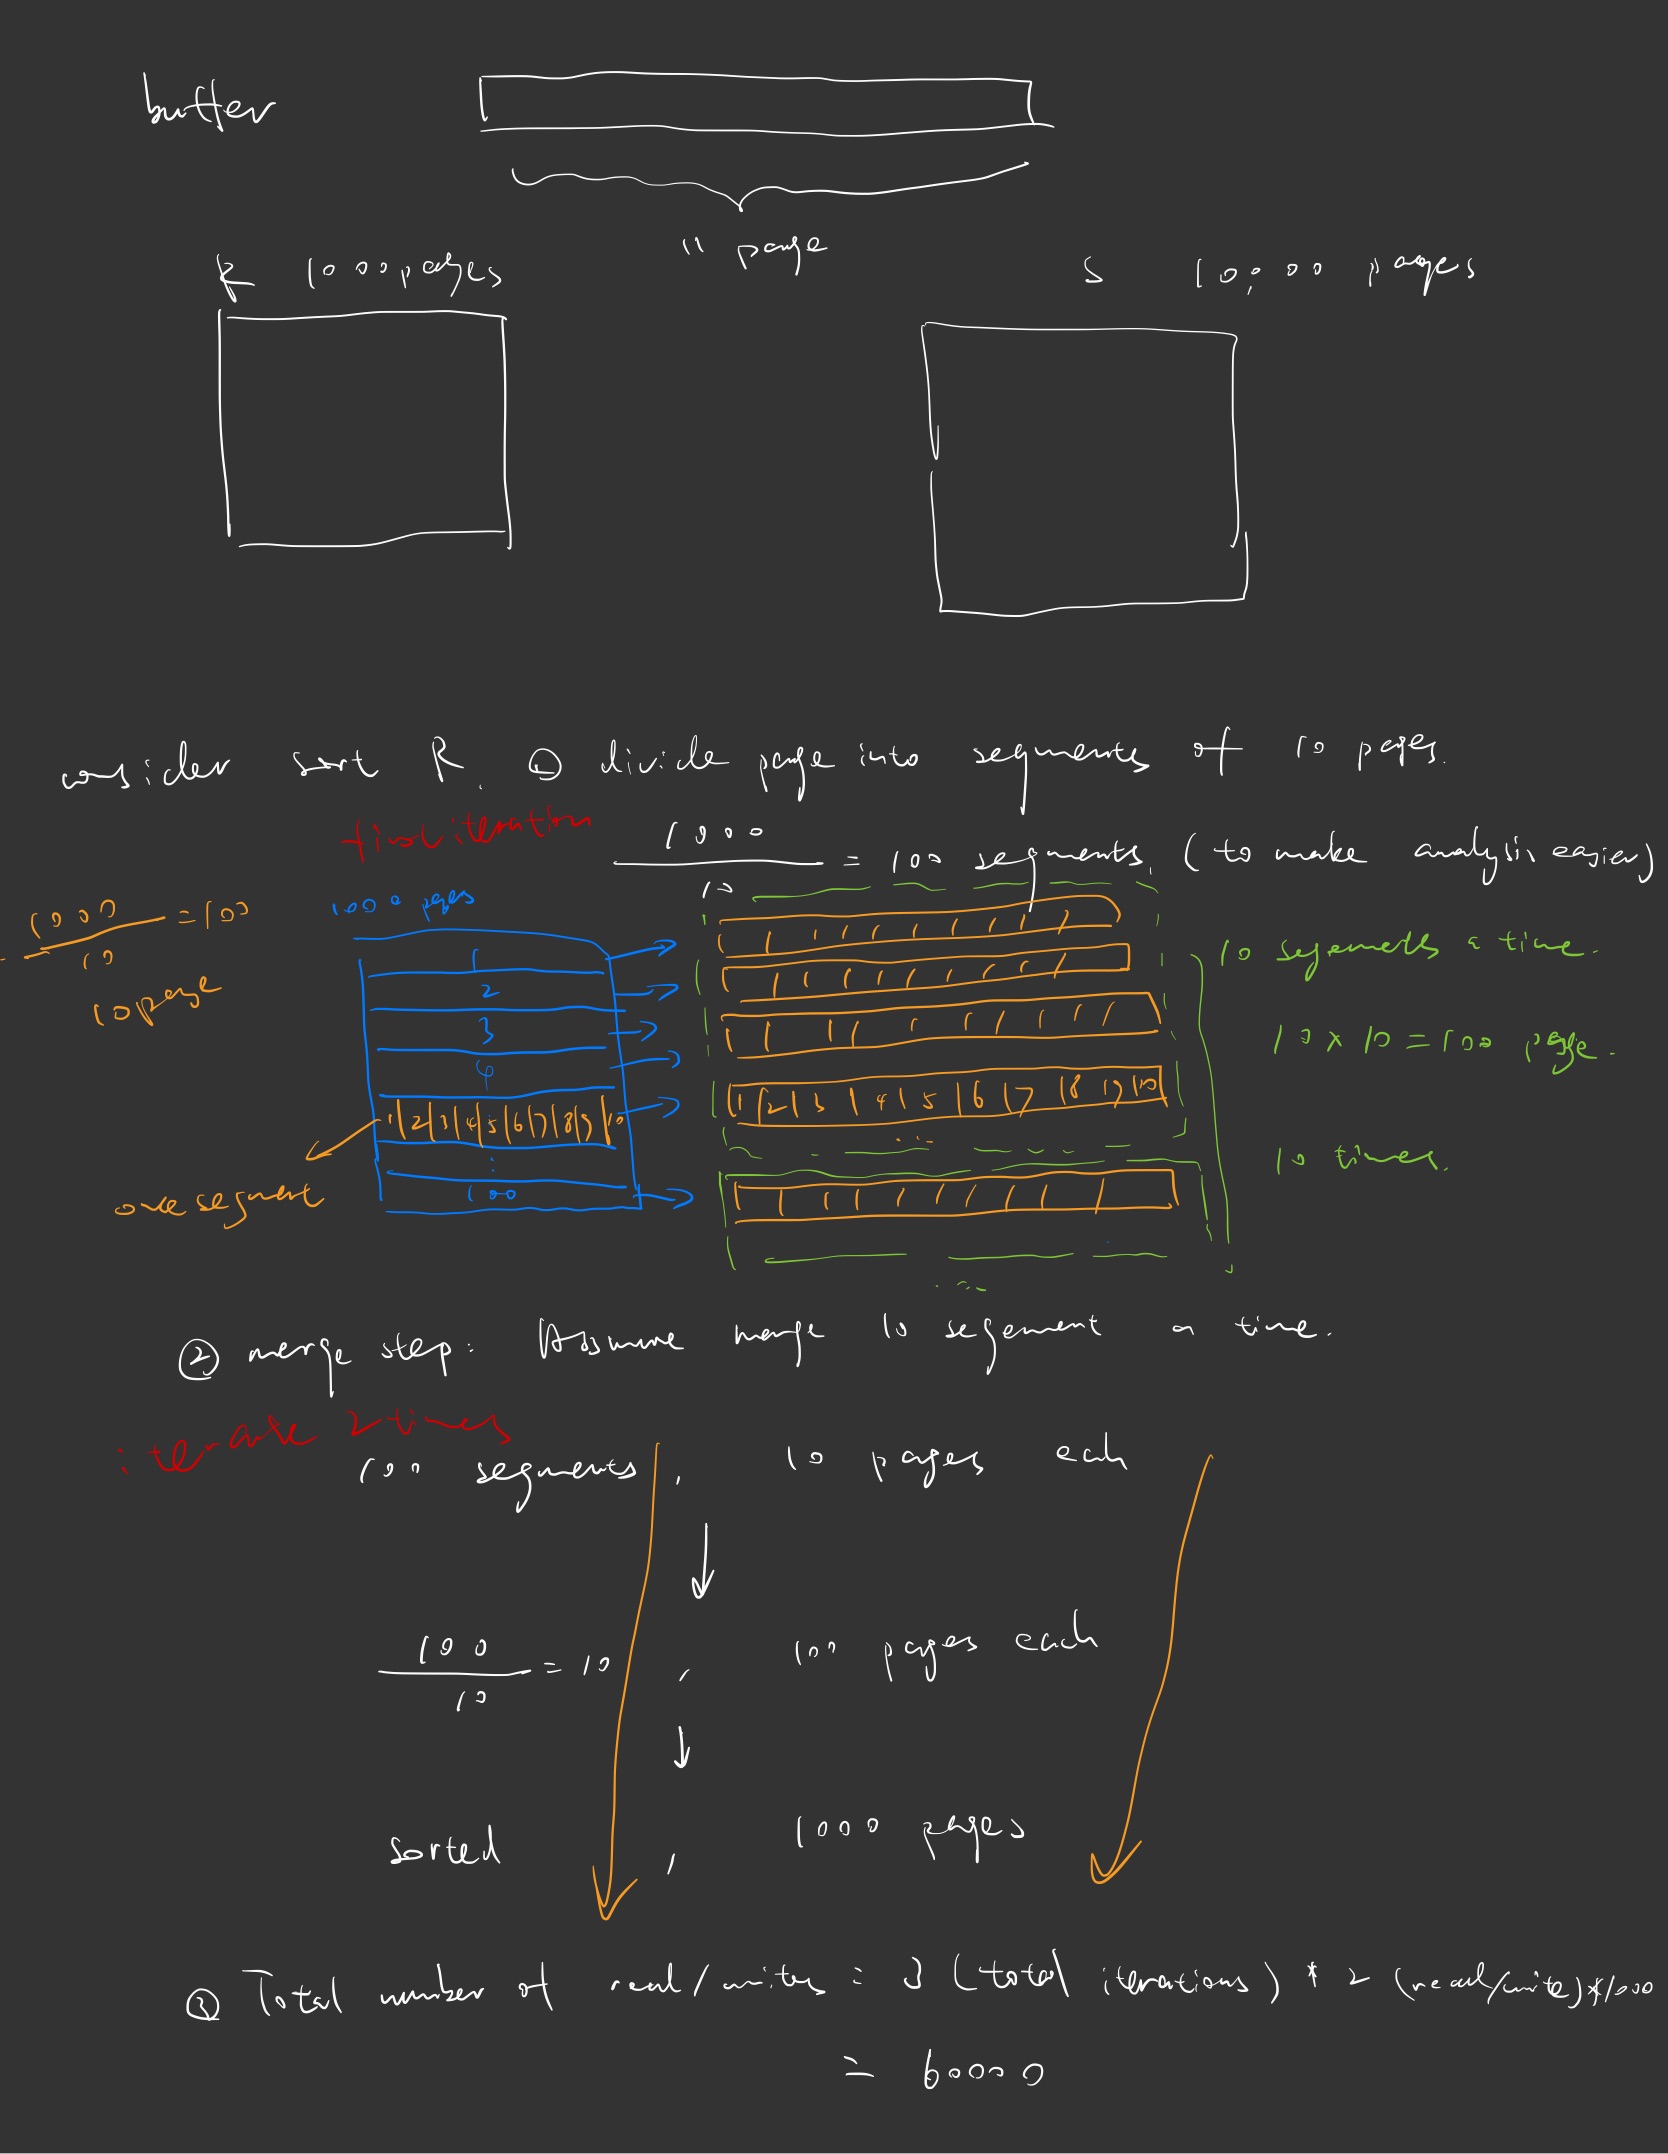 buffer
11 page
R 1000 pages
S 10,000 pages
consider sort R. ① divide page into segments of 10 pages.
first iteration
1000 / 10 = 100 segments. (to make analysis easier)
1000 / 10 = 100
10 page
1000 pages
1
2
3
4
1 2 3 4 5 6 7 8 9 10
⋮
100
one segment
1 2 3 4 5 6 7 8 9 10
...
10 segemets a time.
10 x 10 = 100 page.
10 times.
...
② merge step: Assume merge 10 segement a time.
iterate 2 times
100 segments, 10 pages each
100 / 10 = 10, 100 pages each
sorted, 1000 pages
③ Total number of read/writes = 3 (total iterations) * 2 (read/write) * 1000
= 60000